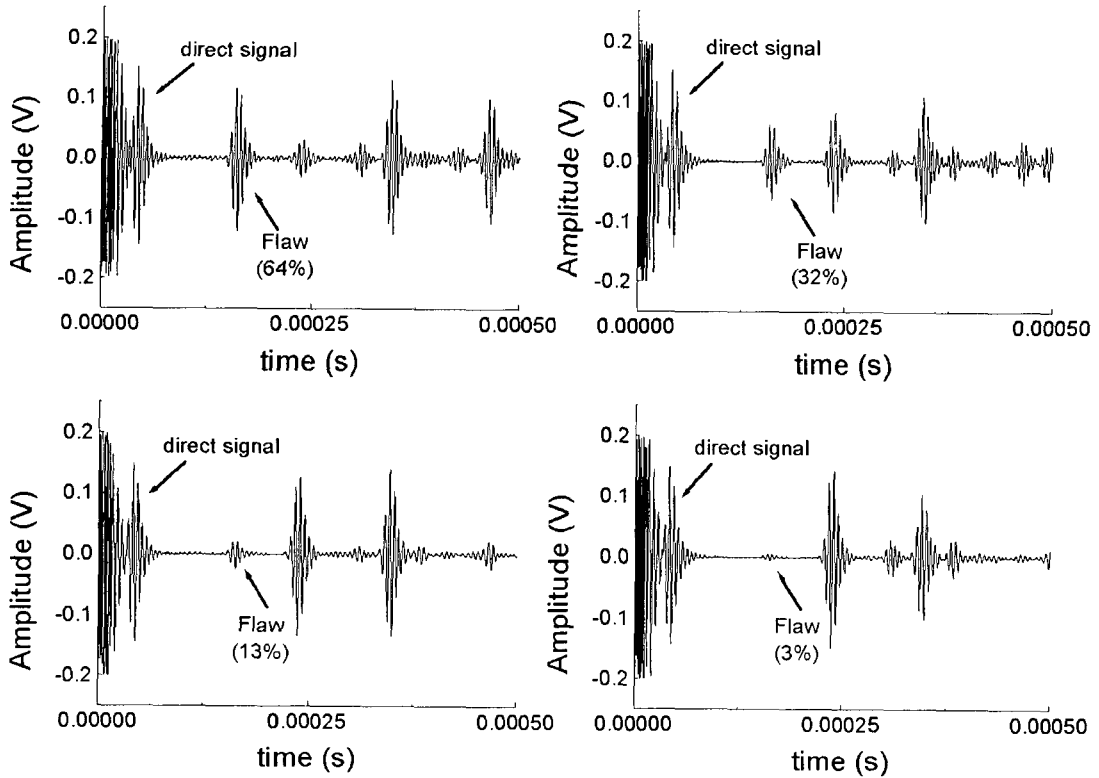 0.2
0.1
0.0
-0.1
-0.2
Amplitude (V)
direct signal
Flaw
(64%)
0.00000
0.00025
0.00050
time (s)
0.2
0.1
0.0
-0.1
-0.2
Amplitude (V)
direct signal
Flaw
(32%)
0.00000
0.00025
0.00050
time (s)
0.2
0.1
0.0
-0.1
-0.2
Amplitude (V)
direct signal
Flaw
(13%)
0.00000
0.00025
0.00050
time (s)
0.2
0.1
0.0
-0.1
-0.2
Amplitude (V)
direct signal
Flaw
(3%)
0.00000
0.00025
0.00050
time (s)